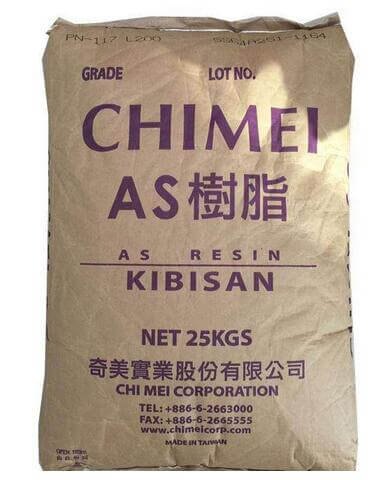 PN-117 L200
GRADE LOT NO.
CHIMEI
AS樹脂
AS RESIN
KIBISAN
NET 25KGS
奇美實業股份有限公司
CHI MEI CORPORATION
TEL: +886-6-2663000
FAX: +886-6-2665555
www.chimeicorp.com
MADE IN TAIWAN